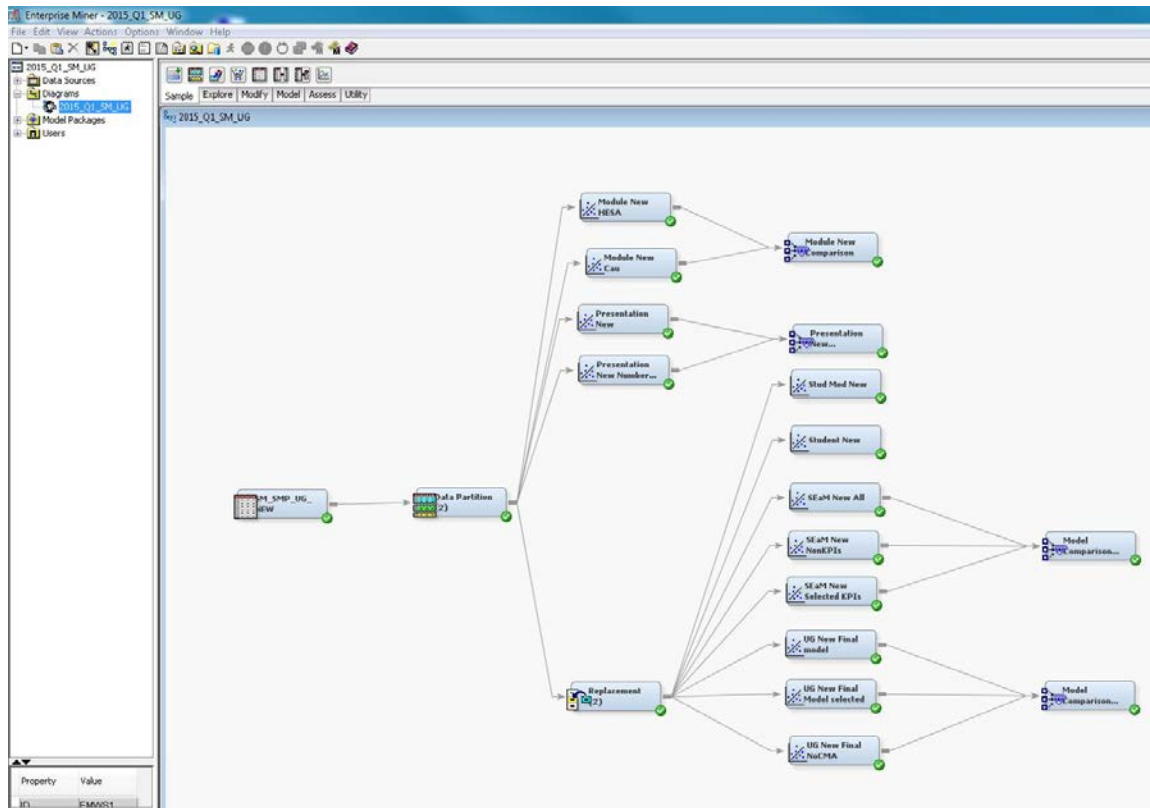 Enterprise Miner - 2015_Q1_SM_UG
File Edit View Actions Options Window Help
2015_Q1_SM_UG
Data Sources
Diagrams
2015_Q1_SM_UG
Model Packages
Users
Sample Explore Modify Model Assess Utility
2015_Q1_SM_UG
Module New
HESA
Module New
Cau
Module New
Comparison
Presentation
New
Presentation
New...
Presentation
New Number...
Stud Mod New
Student New
SM_SMP_UG_
NEW
Data Partition
(2)
SEaM New All
SEaM New
NonKPIs
SEaM New
Selected KPIs
Model
Comparison...
UG New Final
model
Replacement
(2)
UG New Final
Model selected
Model
Comparison...
UG New Final
NoCMA
Property Value
ID EMWS1